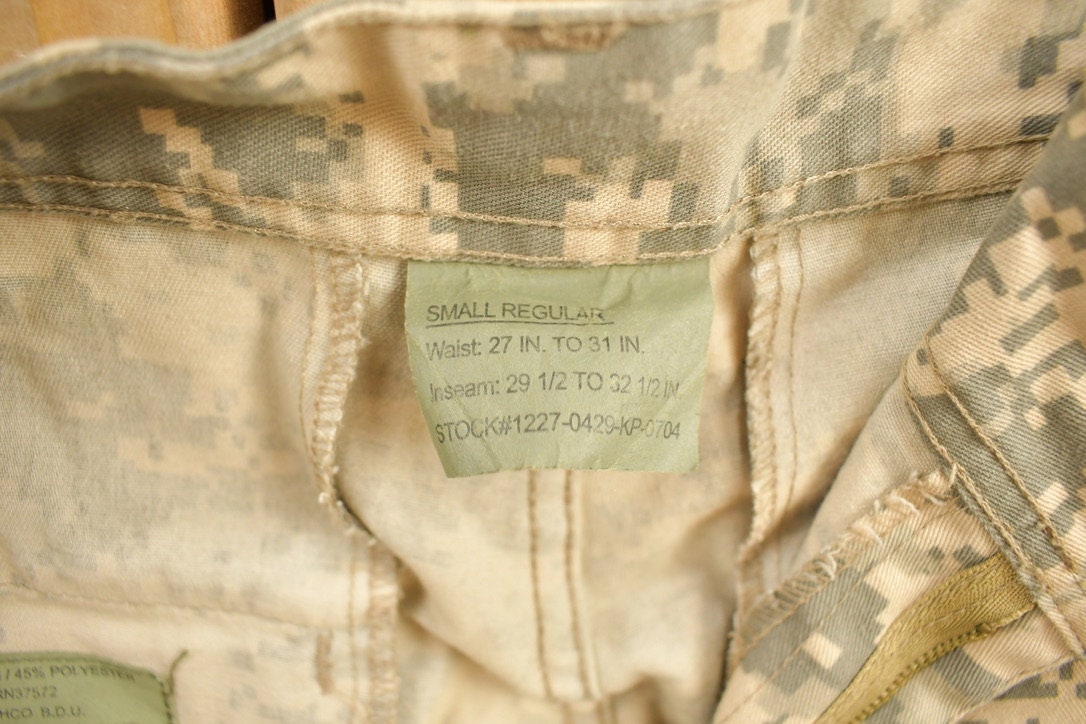 SMALL REGULAR
Waist: 27 IN. TO 31 IN.
Inseam: 29 1/2 TO 32 1/2 IN
STOCK#1227-0429-KP-0704
/ 45% POLYESTER
RN37572
HCO B.D.U.